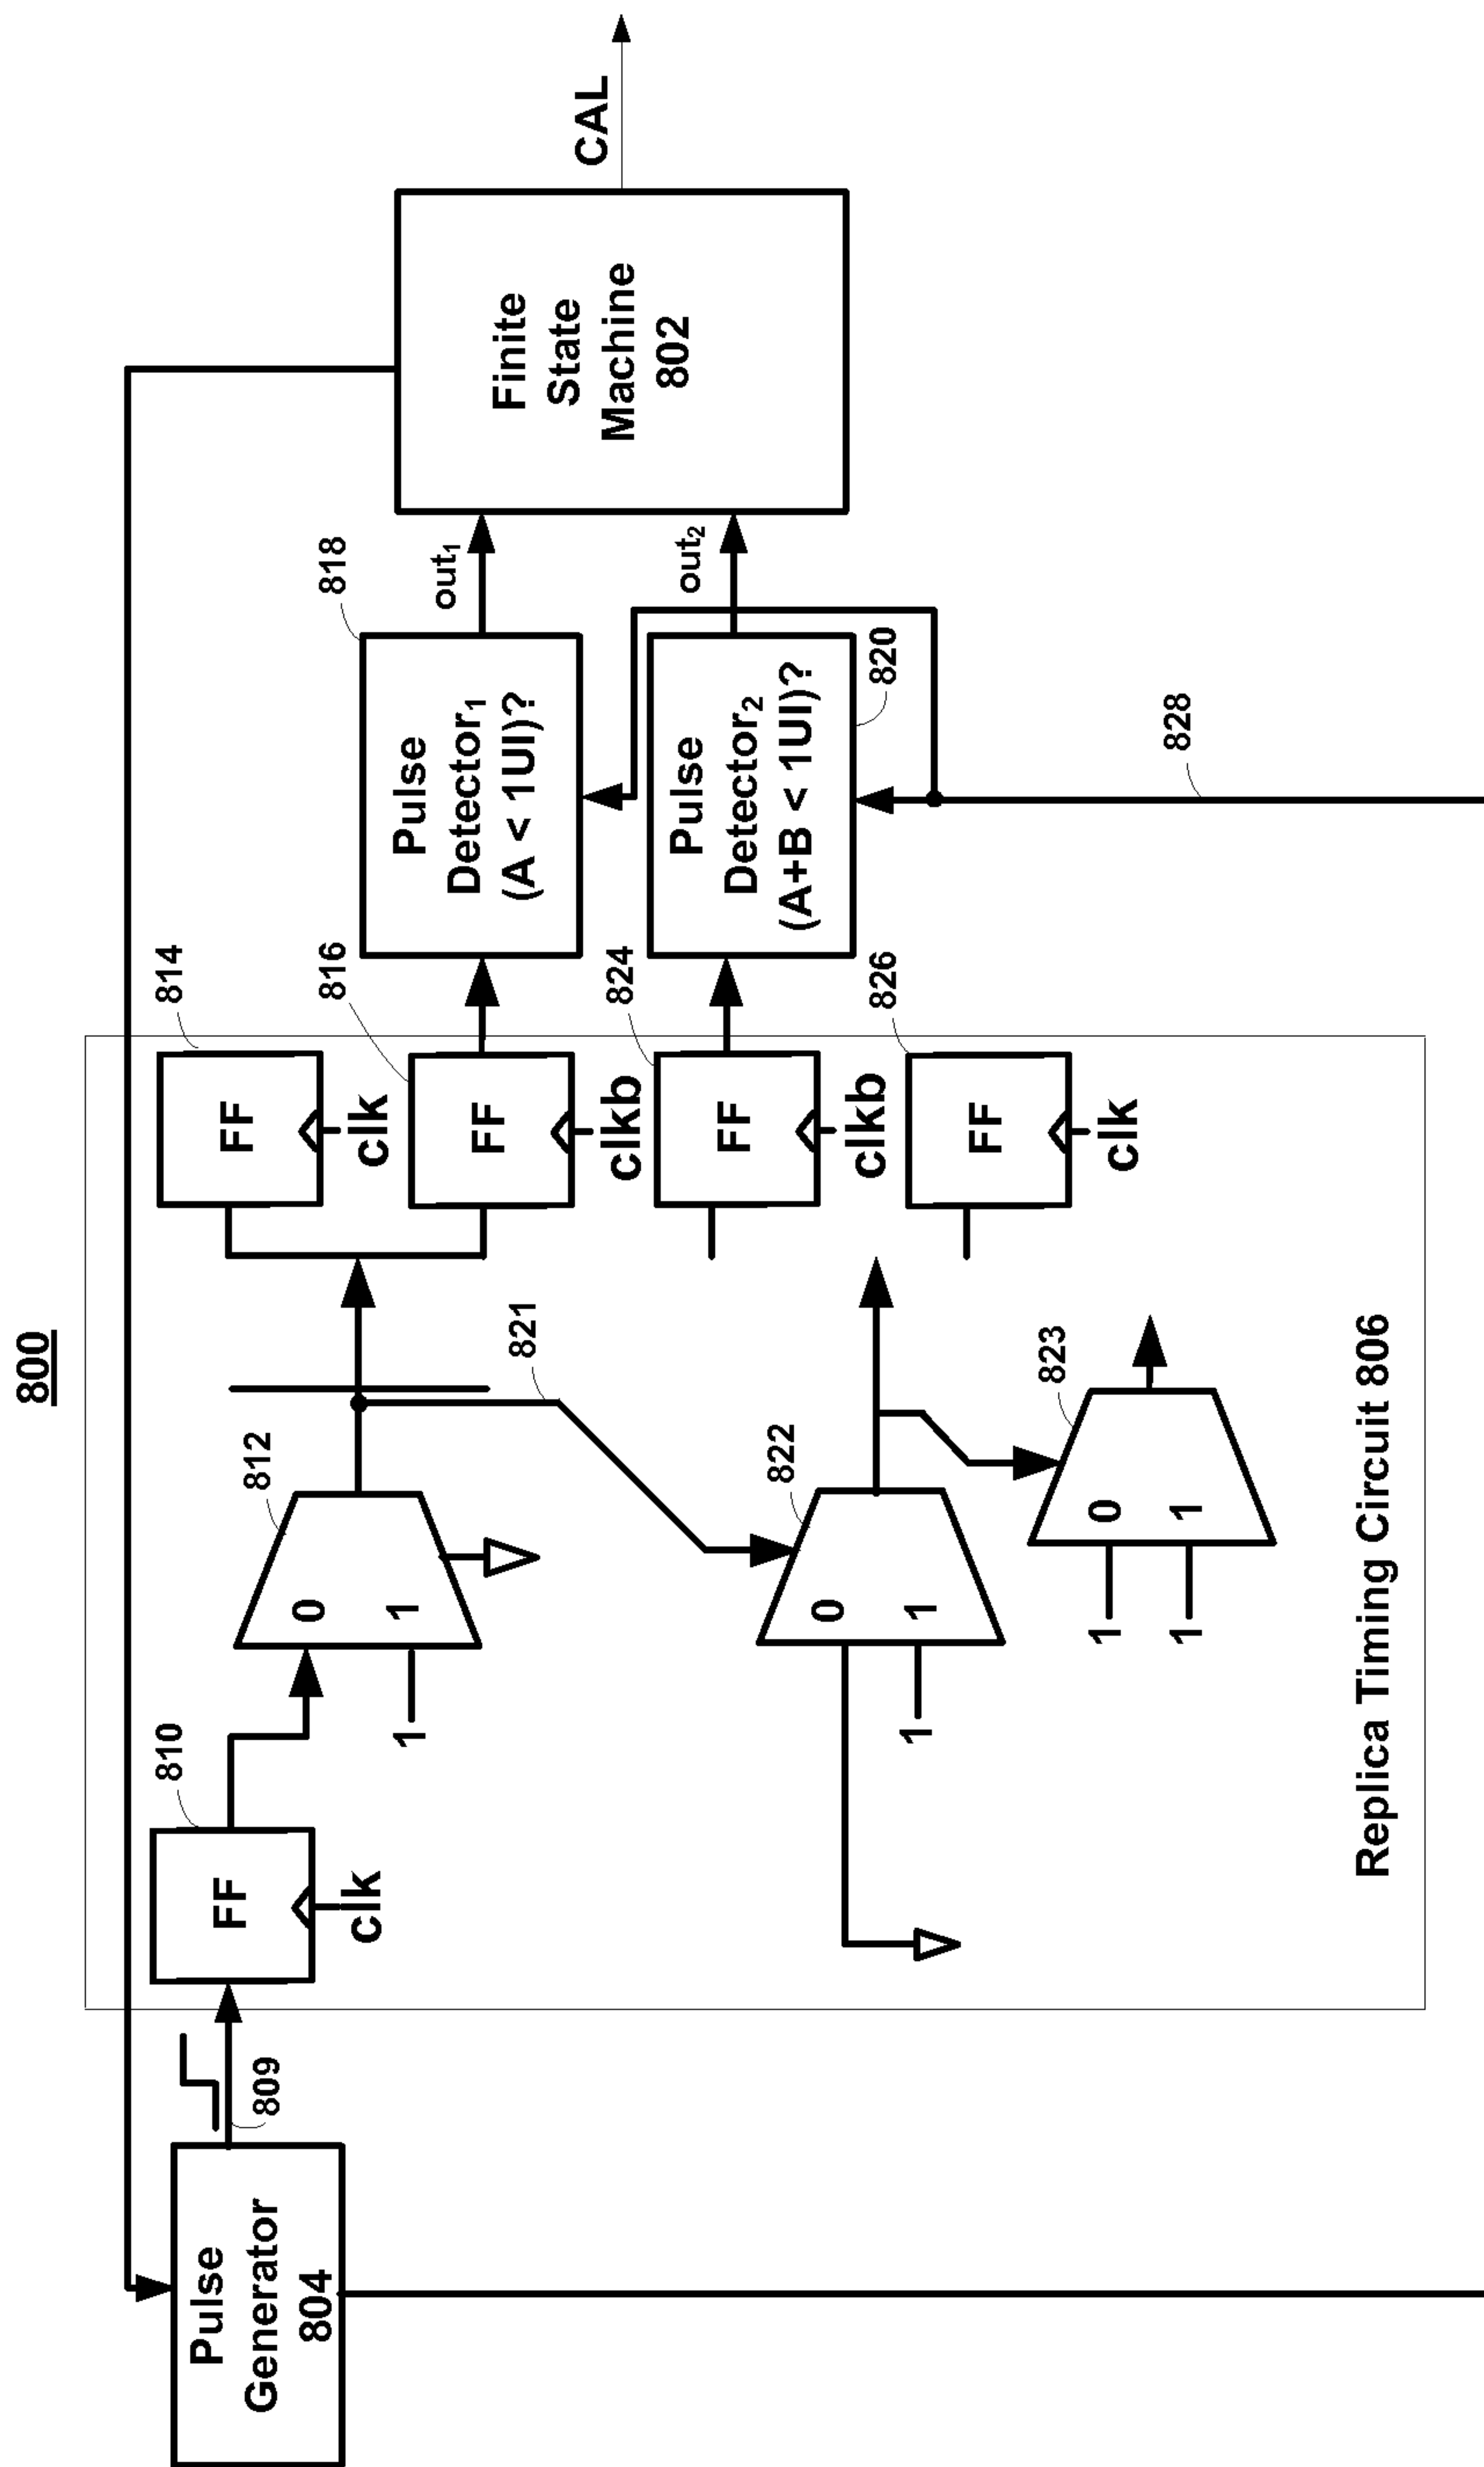 800
Pulse
Generator
804
809
810
FF
clk
812
0
1
1
821
814
FF
clk
816
FF
clkb
818
Pulse
Detector₁
(A < 1UI)?
out₁
822
0
1
1
823
0
1
1
1
824
FF
clkb
826
FF
clk
820
Pulse
Detector₂
(A+B < 1UI)?
out₂
Finite
State
Machine
802
CAL
828
Replica Timing Circuit 806